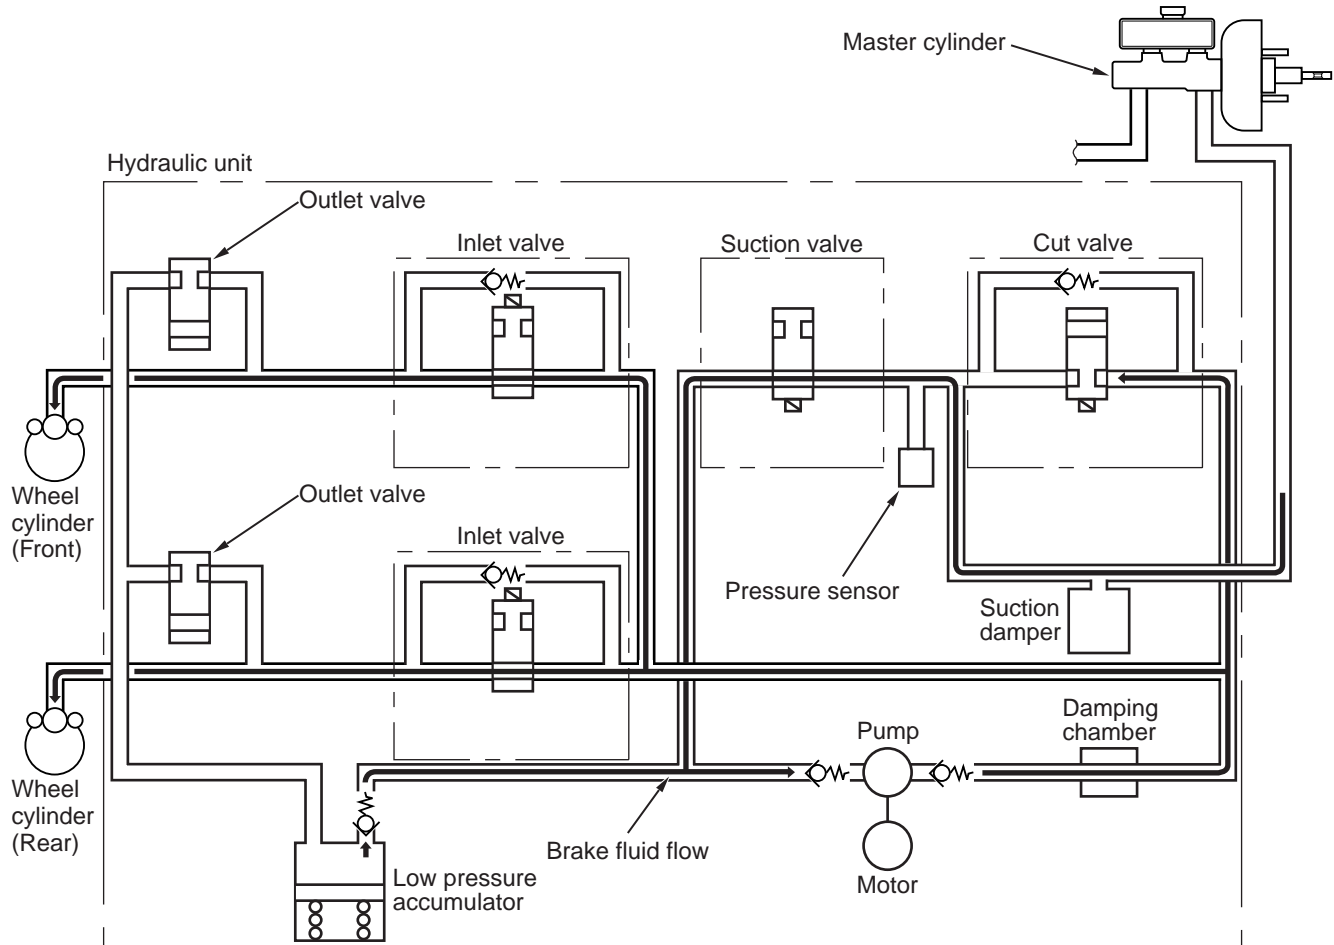 Master cylinder
Hydraulic unit
Outlet valve
Inlet valve
Suction valve
Cut valve
Wheel
cylinder
(Front)
Outlet valve
Inlet valve
Pressure sensor
Suction
damper
Damping
chamber
Pump
Wheel
cylinder
(Rear)
Brake fluid flow
Low pressure
accumulator
Motor